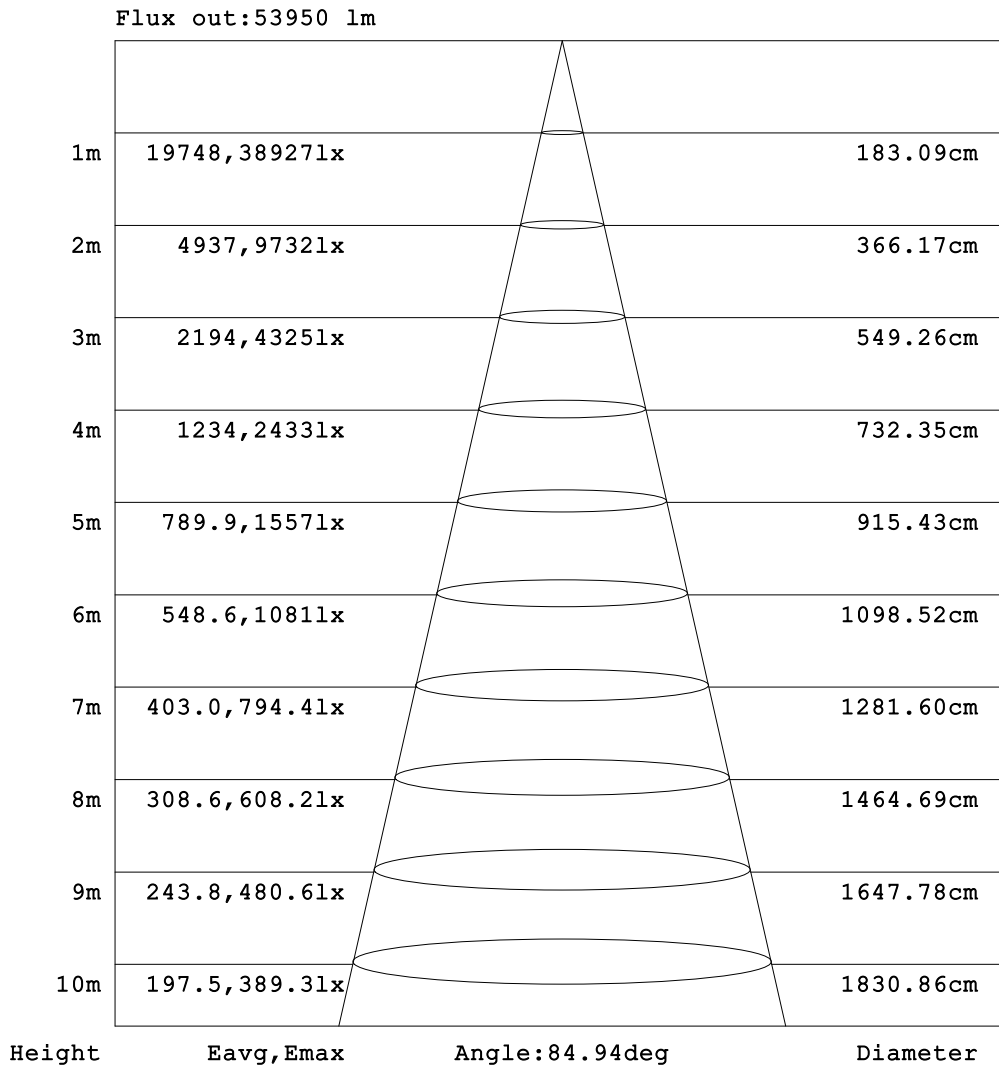 Flux out:53950 lm
1m 19748,38927lx 183.09cm
2m 4937,9732lx 366.17cm
3m 2194,4325lx 549.26cm
4m 1234,2433lx 732.35cm
5m 789.9,1557lx 915.43cm
6m 548.6,1081lx 1098.52cm
7m 403.0,794.4lx 1281.60cm
8m 308.6,608.2lx 1464.69cm
9m 243.8,480.6lx 1647.78cm
10m 197.5,389.3lx 1830.86cm
Height Eavg,Emax Angle:84.94deg Diameter